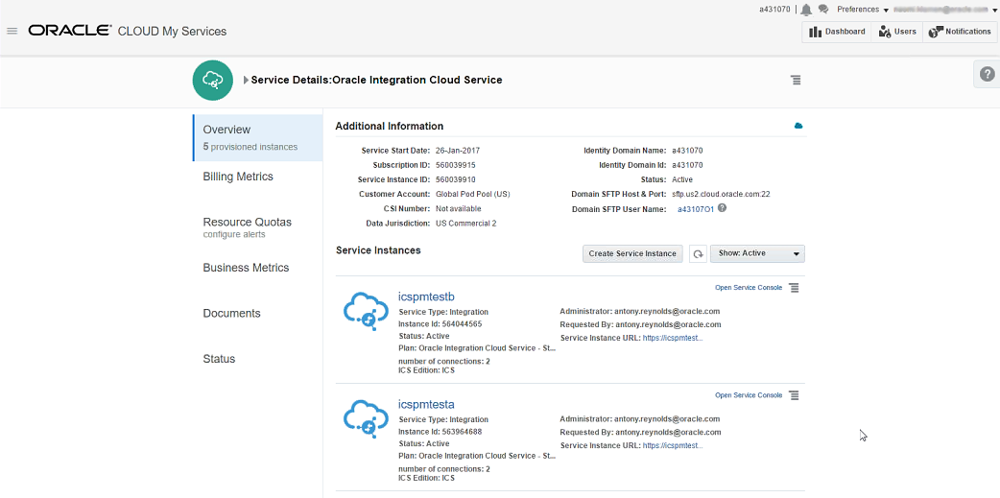 a431070 | Preferences
ORACLE® CLOUD My Services
Dashboard Users Notifications
Service Details:Oracle Integration Cloud Service
?
Overview
5 provisioned instances
Billing Metrics
Resource Quotas
configure alerts
Business Metrics
Documents
Status
Additional Information
Service Start Date: 26-Jan-2017
Subscription ID: 560039915
Service Instance ID: 560039910
Customer Account: Global Pod Pool (US)
CSI Number: Not available
Data Jurisdiction: US Commercial 2
Identity Domain Name: a431070
Identity Domain Id: a431070
Status: Active
Domain SFTP Host & Port: sftp.us2.cloud.oracle.com:22
Domain SFTP User Name: a43107O1 ?
Service Instances
Create Service Instance
Show: Active
Open Service Console
icspmtestb
Service Type: Integration
Instance Id: 564044565
Status: Active
Plan: Oracle Integration Cloud Service - St...
number of connections: 2
ICS Edition: ICS
Administrator: antony.reynolds@oracle.com
Requested By: antony.reynolds@oracle.com
Service Instance URL: https://icspmtest...
Open Service Console
icspmtesta
Service Type: Integration
Instance Id: 563964688
Status: Active
Plan: Oracle Integration Cloud Service - St...
number of connections: 2
ICS Edition: ICS
Administrator: antony.reynolds@oracle.com
Requested By: antony.reynolds@oracle.com
Service Instance URL: https://icspmtest...